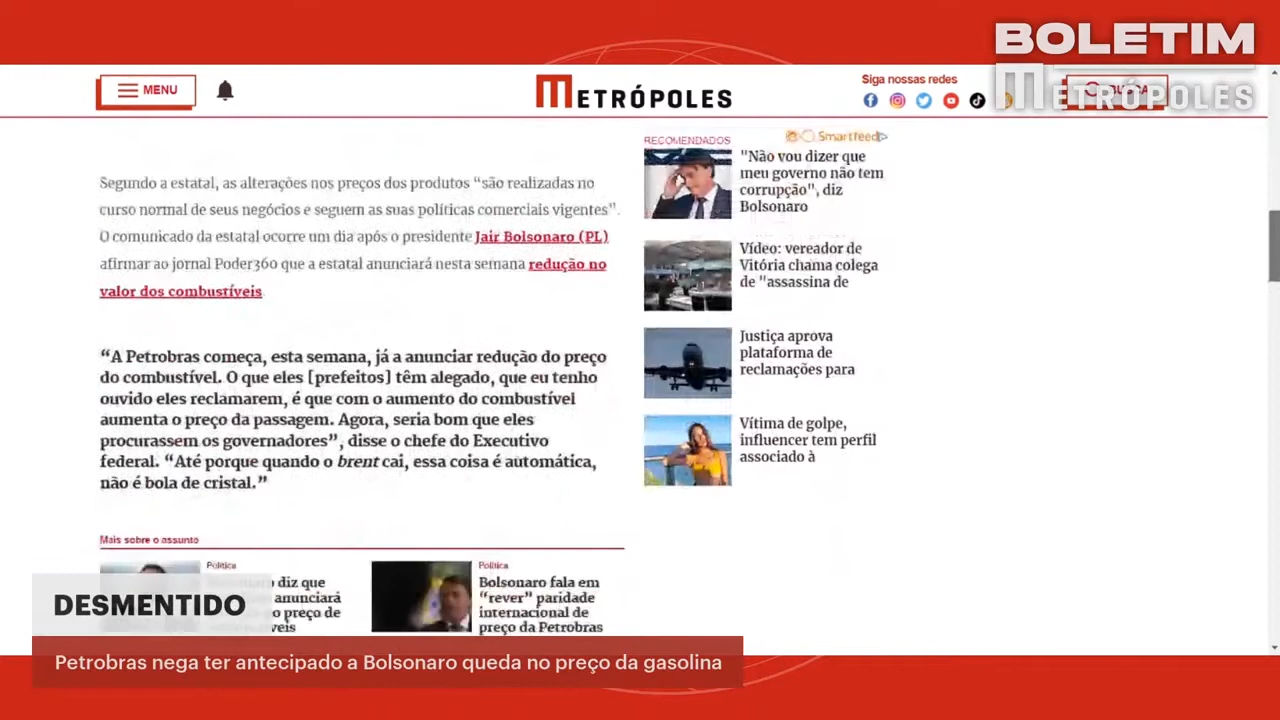 BOLETIM
METRÓPOLES
MENU
METRÓPOLES
Siga nossas redes
Segundo a estatal, as alterações nos preços dos produtos “são realizadas no
curso normal de seus negócios e seguem as suas políticas comerciais vigentes”.
O comunicado da estatal ocorre um dia após o presidente Jair Bolsonaro (PL)
afirmar ao jornal Poder360 que a estatal anunciará nesta semana redução no
valor dos combustíveis
“A Petrobras começa, esta semana, já a anunciar redução do preço
do combustível. O que eles [prefeitos] têm alegado, que eu tenho
ouvido eles reclamarem, é que com o aumento do combustível
aumenta o preço da passagem. Agora, seria bom que eles
procurassem os governadores”, disse o chefe do Executivo
federal. “Até porque quando o brent cai, essa coisa é automática,
não é bola de cristal.”
RECOMENDADOS
Smartfeed
"Não vou dizer que
meu governo não tem
corrupção", diz
Bolsonaro
Vídeo: vereador de
Vitória chama colega
de "assassina de
Justiça aprova
plataforma de
reclamações para
Vítima de golpe,
influencer tem perfil
associado à
Mais sobre o assunto
Política
diz que
anunciará
o preço de
Política
Bolsonaro fala em
“rever” paridade
internacional de
preço da Petrobras
DESMENTIDO
Petrobras nega ter antecipado a Bolsonaro queda no preço da gasolina